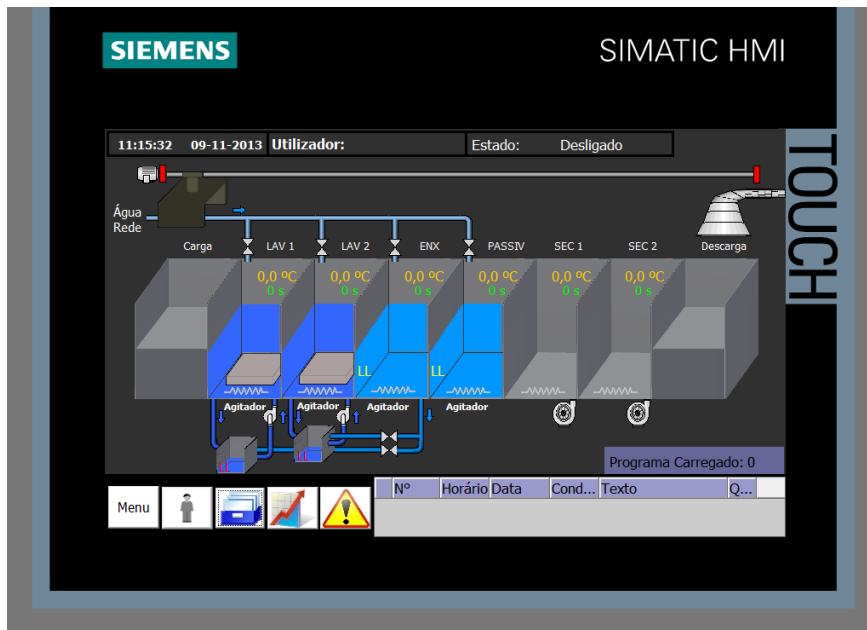 SIEMENS
SIMATIC HMI
TOUCH
11:15:32 09-11-2013 Utilizador: Estado: Desligado
Água
Rede
Carga LAV 1 LAV 2 ENX PASSIV SEC 1 SEC 2 Descarga
0,0 ºC 0,0 ºC 0,0 ºC 0,0 ºC 0,0 ºC 0,0 ºC
0 s 0 s 0 s 0 s 0 s 0 s
LL LL
Agitador Agitador Agitador Agitador
LL LL
Programa Carregado: 0
Menu
Nº Horário Data Cond... Texto Q...